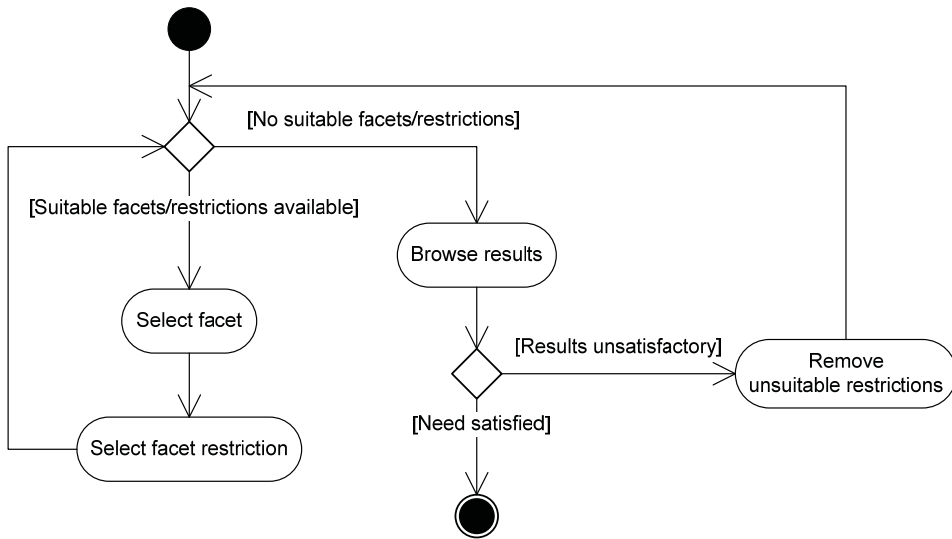 [No suitable facets/restrictions]
[Suitable facets/restrictions available]
Browse results
Select facet
[Results unsatisfactory]
Remove
unsuitable restrictions
[Need satisfied]
Select facet restriction